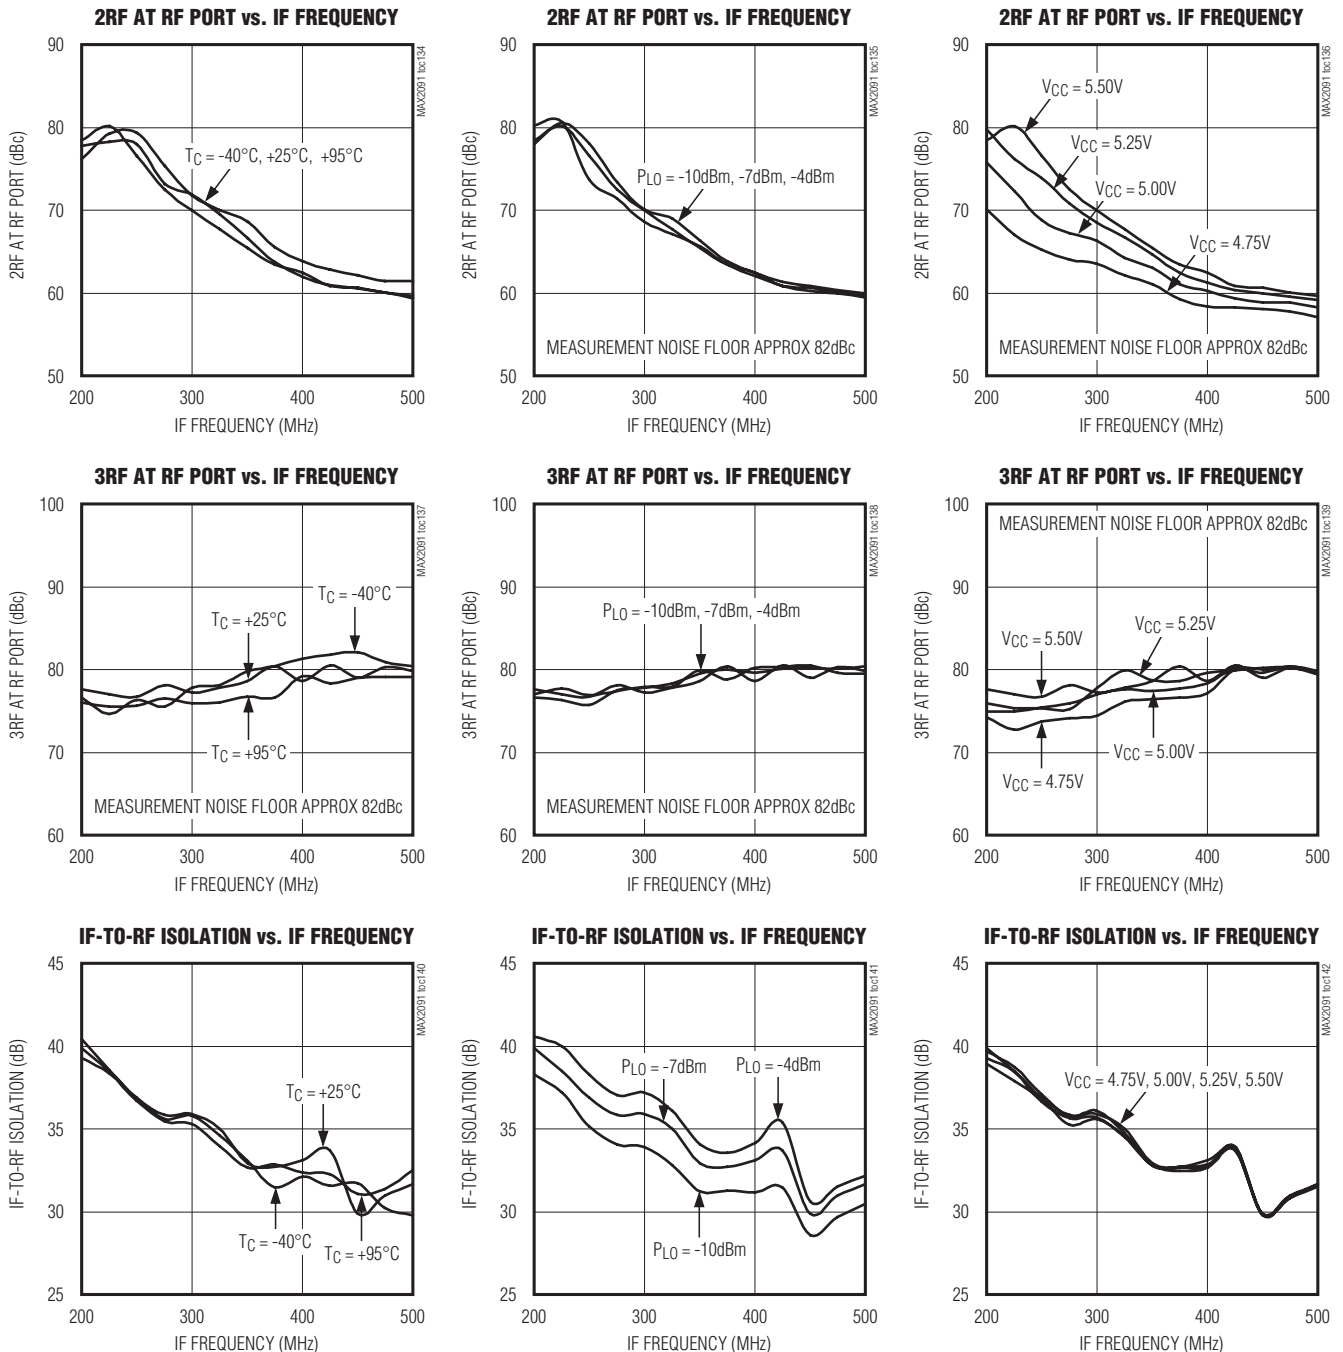 2RF AT RF PORT vs. IF FREQUENCY
MAX2091 toc134
2RF AT RF PORT (dBc)
90
80
70
60
50
TC = -40°C, +25°C, +95°C
200 300 400 500
IF FREQUENCY (MHz)
2RF AT RF PORT vs. IF FREQUENCY
MAX2091 toc135
2RF AT RF PORT (dBc)
90
80
70
60
50
PLO = -10dBm, -7dBm, -4dBm
MEASUREMENT NOISE FLOOR APPROX 82dBc
200 300 400 500
IF FREQUENCY (MHz)
2RF AT RF PORT vs. IF FREQUENCY
MAX2091 toc136
2RF AT RF PORT (dBc)
90
80
70
60
50
VCC = 5.50V
VCC = 5.25V
VCC = 5.00V
VCC = 4.75V
MEASUREMENT NOISE FLOOR APPROX 82dBc
200 300 400 500
IF FREQUENCY (MHz)
3RF AT RF PORT vs. IF FREQUENCY
MAX2091 toc137
3RF AT RF PORT (dBc)
100
90
80
70
60
TC = -40°C
TC = +25°C
TC = +95°C
MEASUREMENT NOISE FLOOR APPROX 82dBc
200 300 400 500
IF FREQUENCY (MHz)
3RF AT RF PORT vs. IF FREQUENCY
MAX2091 toc138
3RF AT RF PORT (dBc)
100
90
80
70
60
PLO = -10dBm, -7dBm, -4dBm
MEASUREMENT NOISE FLOOR APPROX 82dBc
200 300 400 500
IF FREQUENCY (MHz)
3RF AT RF PORT vs. IF FREQUENCY
MAX2091 toc139
3RF AT RF PORT (dBc)
100
90
80
70
60
MEASUREMENT NOISE FLOOR APPROX 82dBc
VCC = 5.25V
VCC = 5.50V
VCC = 5.00V
VCC = 4.75V
200 300 400 500
IF FREQUENCY (MHz)
IF-TO-RF ISOLATION vs. IF FREQUENCY
MAX2091 toc140
IF-TO-RF ISOLATION (dB)
45
40
35
30
25
TC = +25°C
TC = -40°C
TC = +95°C
200 300 400 500
IF FREQUENCY (MHz)
IF-TO-RF ISOLATION vs. IF FREQUENCY
MAX2091 toc141
IF-TO-RF ISOLATION (dB)
45
40
35
30
25
PLO = -7dBm
PLO = -4dBm
PLO = -10dBm
200 300 400 500
IF FREQUENCY (MHz)
IF-TO-RF ISOLATION vs. IF FREQUENCY
MAX2091 toc142
IF-TO-RF ISOLATION (dB)
45
40
35
30
25
VCC = 4.75V, 5.00V, 5.25V, 5.50V
200 300 400 500
IF FREQUENCY (MHz)